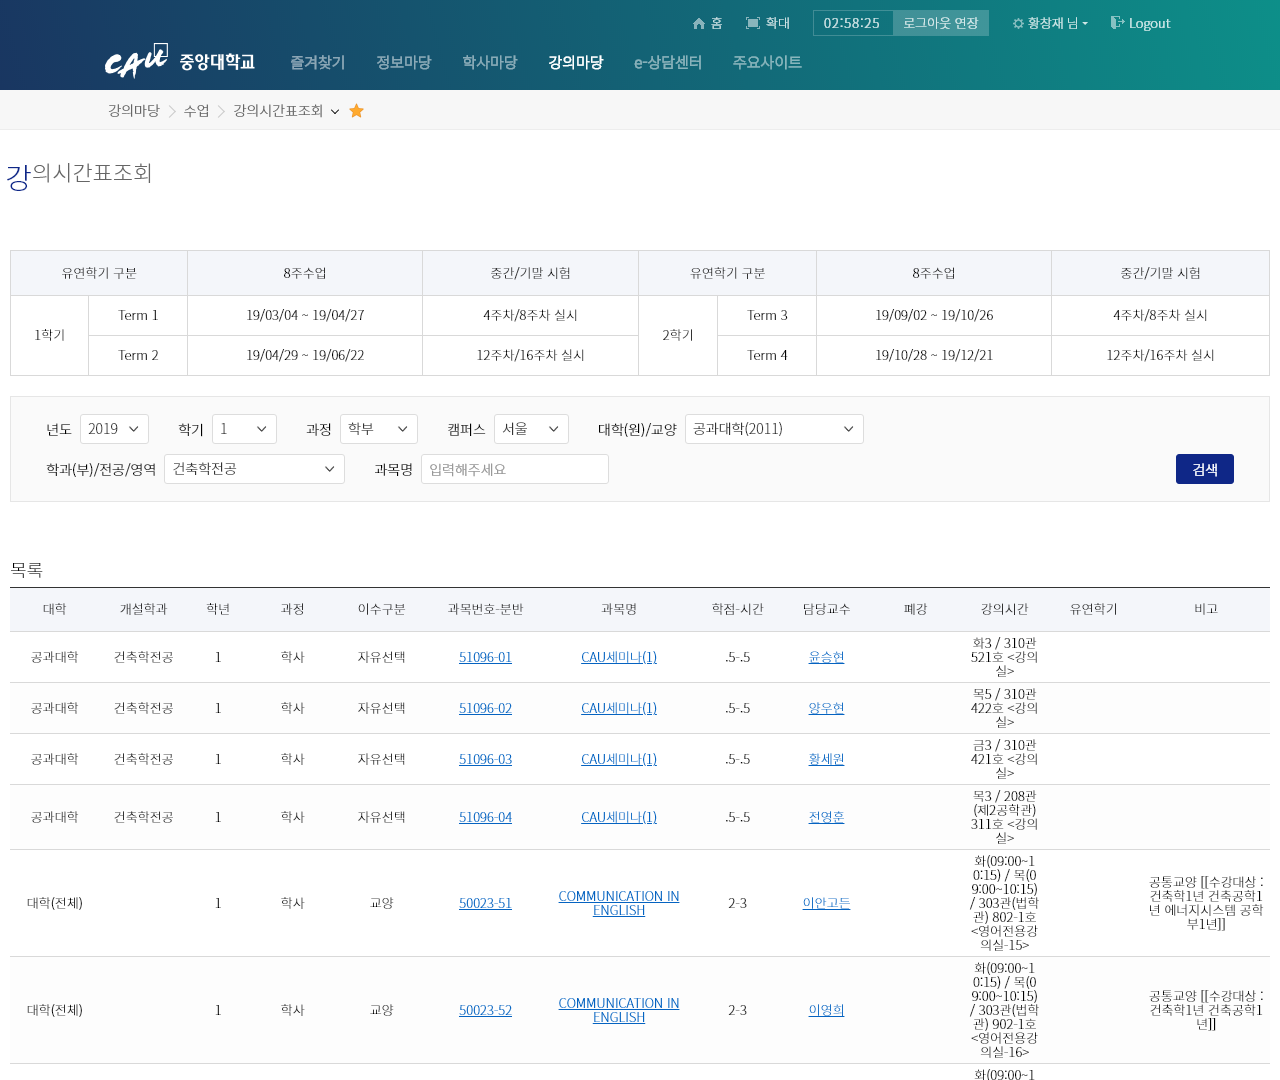 홈 확대 02:58:25 로그아웃 연장 황창재 님 Logout
CAU 중앙대학교 즐겨찾기 정보마당 학사마당 강의마당 e-상담센터 주요사이트
강의마당 수업 강의시간표조회
강의시간표조회
유연학기 구분 8주수업 중간/기말 시험 유연학기 구분 8주수업 중간/기말 시험
1학기 Term 1 19/03/04 ~ 19/04/27 4주차/8주차 실시 2학기 Term 3 19/09/02 ~ 19/10/26 4주차/8주차 실시
Term 2 19/04/29 ~ 19/06/22 12주차/16주차 실시 Term 4 19/10/28 ~ 19/12/21 12주차/16주차 실시
년도 2019 학기 1 과정 학부 캠퍼스 서울 대학(원)/교양 공과대학(2011)
학과(부)/전공/영역 건축학전공 과목명 입력해주세요 검색
목록
대학 개설학과 학년 과정 이수구분 과목번호-분반 과목명 학점-시간 담당교수 폐강 강의시간 유연학기 비고
공과대학 건축학전공 1 학사 자유선택 51096-01 CAU세미나(1) .5-.5 윤승현
화3 / 310관
521호 <강의
실>
공과대학 건축학전공 1 학사 자유선택 51096-02 CAU세미나(1) .5-.5 양우현
목5 / 310관
422호 <강의
실>
공과대학 건축학전공 1 학사 자유선택 51096-03 CAU세미나(1) .5-.5 황세원
금3 / 310관
421호 <강의
실>
공과대학 건축학전공 1 학사 자유선택 51096-04 CAU세미나(1) .5-.5 전영훈
목3 / 208관
(제2공학관)
311호 <강의
실>
대학(전체) 1 학사 교양 50023-51
COMMUNICATION IN
ENGLISH
2-3 이안고든
화(09:00~1
0:15) / 목(0
9:00~10:15)
/ 303관(법학
관) 802-1호
<영어전용강
의실-15>
공통교양 [[수강대상 :
건축학1년 건축공학1
년 에너지시스템 공학
부1년]]
대학(전체) 1 학사 교양 50023-52
COMMUNICATION IN
ENGLISH
2-3 이영희
화(09:00~1
0:15) / 목(0
9:00~10:15)
/ 303관(법학
관) 902-1호
<영어전용강
의실-16>
공통교양 [[수강대상 :
건축학1년 건축공학1
년]]
화(09:00~1